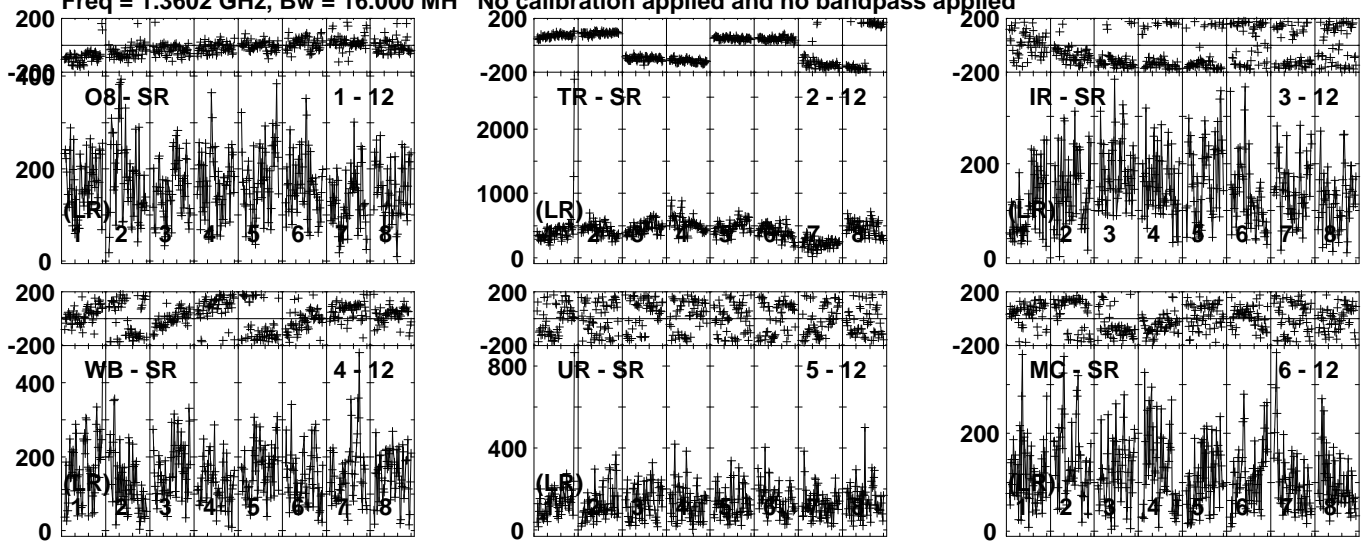 Freq = 1.3602 GHz, Bw = 16.000 MH No calibration applied and no bandpass applied
200
-200
400
200
0
O8 - SR 1 - 12
(LR)
1 2 3 4 5 6 7 8
200
-200
2000
1000
0
TR - SR 2 - 12
(LR)
1 2 3 4 5 6 7 8
200
-200
200
0
IR - SR 3 - 12
(LR)
1 2 3 4 5 6 7 8
200
-200
400
200
0
WB - SR 4 - 12
(LR)
1 2 3 4 5 6 7 8
200
-200
800
400
0
UR - SR 5 - 12
(LR)
1 2 3 4 5 6 7 8
200
-200
200
0
MC - SR 6 - 12
(LR)
1 2 3 4 5 6 7 8